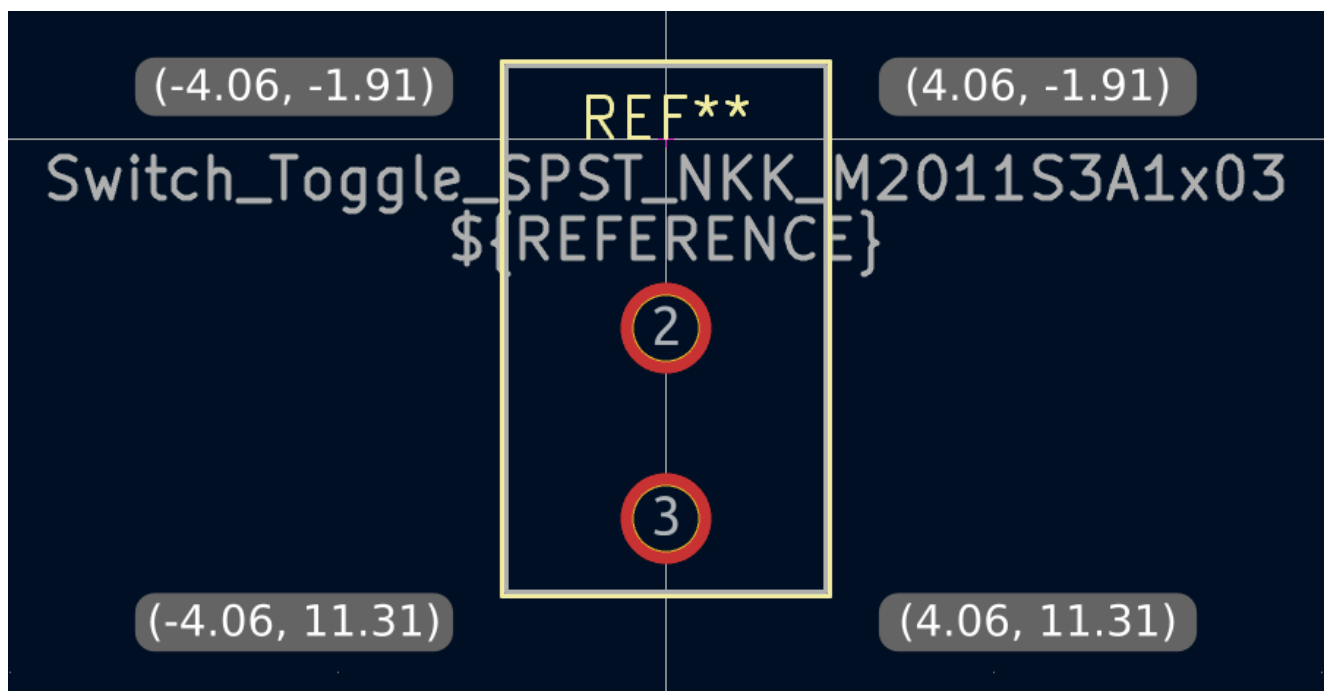 (-4.06, -1.91) (4.06, -1.91)
REF**
Switch_Toggle_SPST_NKK_M2011S3A1x03
${REFERENCE}
2
3
(-4.06, 11.31) (4.06, 11.31)